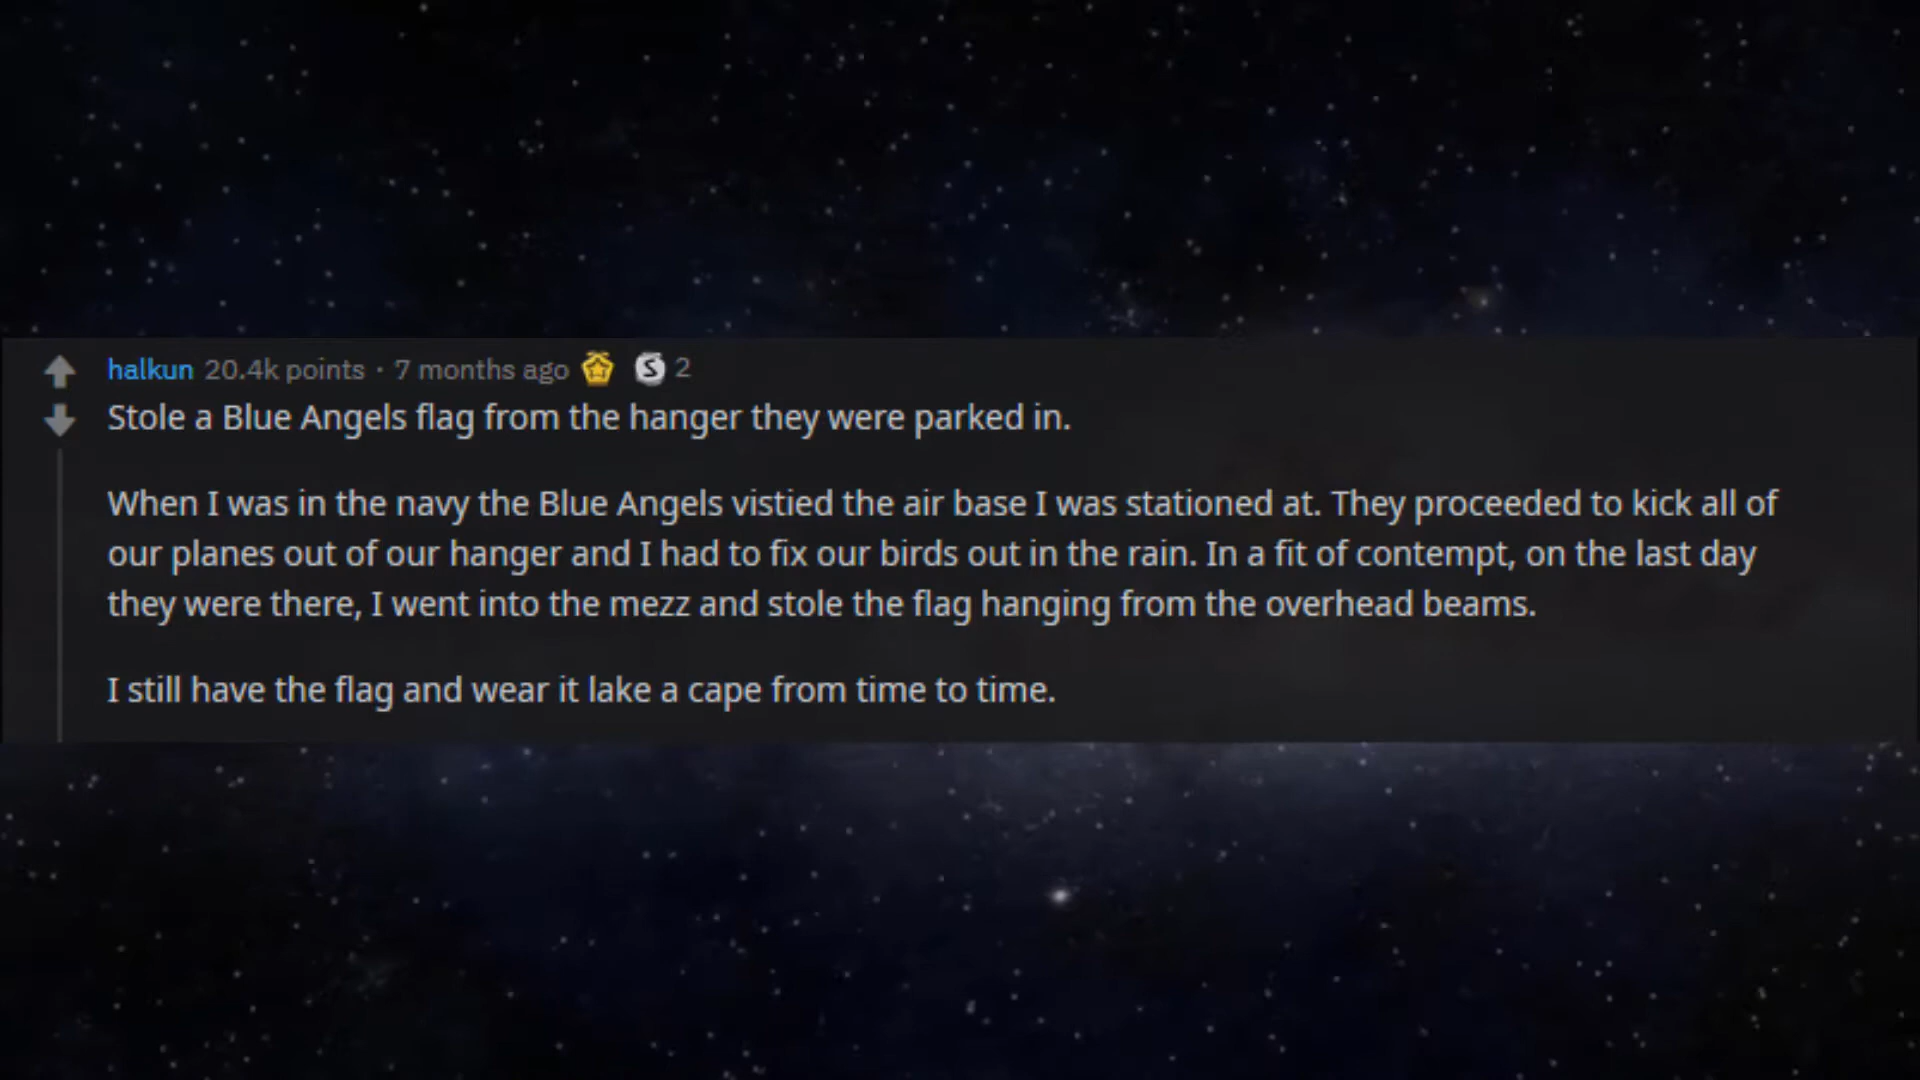 halkun 20.4k points · 7 months ago S 2
Stole a Blue Angels flag from the hanger they were parked in.
When I was in the navy the Blue Angels vistied the air base I was stationed at. They proceeded to kick all of
our planes out of our hanger and I had to fix our birds out in the rain. In a fit of contempt, on the last day
they were there, I went into the mezz and stole the flag hanging from the overhead beams.
I still have the flag and wear it lake a cape from time to time.